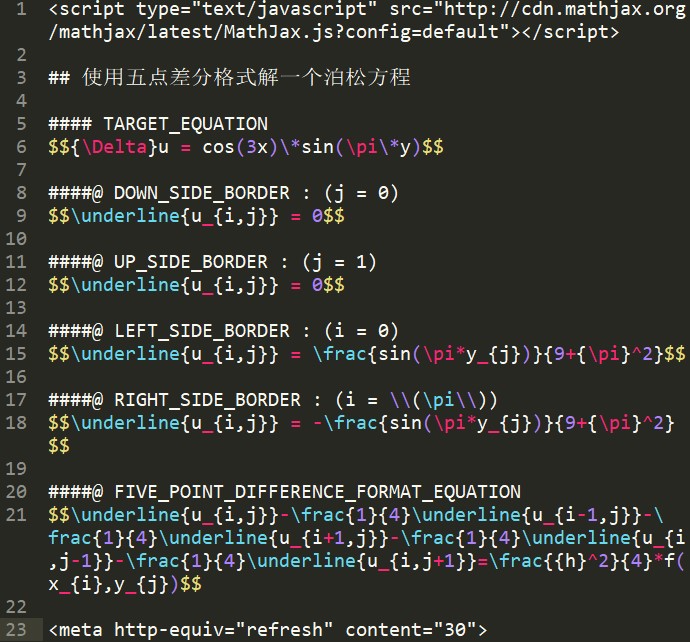 1 <script type="text/javascript" src="http://cdn.mathjax.org
/mathjax/latest/MathJax.js?config=default"></script>
2
3 ## 使用五点差分格式解一个泊松方程
4
5 #### TARGET_EQUATION
6 $${\Delta}u = cos(3x)\*sin(\pi\*y)$$
7
8 ####@ DOWN_SIDE_BORDER : (j = 0)
9 $$\underline{u_{i,j}} = 0$$
10
11 ####@ UP_SIDE_BORDER : (j = 1)
12 $$\underline{u_{i,j}} = 0$$
13
14 ####@ LEFT_SIDE_BORDER : (i = 0)
15 $$\underline{u_{i,j}} = \frac{sin(\pi*y_{j})}{9+{\pi}^2}$$
16
17 ####@ RIGHT_SIDE_BORDER : (i = \\(\pi\\))
18 $$\underline{u_{i,j}} = -\frac{sin(\pi*y_{j})}{9+{\pi}^2}
$$
19
20 ####@ FIVE_POINT_DIFFERENCE_FORMAT_EQUATION
21 $$\underline{u_{i,j}}-\frac{1}{4}\underline{u_{i-1,j}}-\
frac{1}{4}\underline{u_{i+1,j}}-\frac{1}{4}\underline{u_{i
,j-1}}-\frac{1}{4}\underline{u_{i,j+1}}=\frac{{h}^2}{4}*f(
x_{i},y_{j})$$
22
23 <meta http-equiv="refresh" content="30">